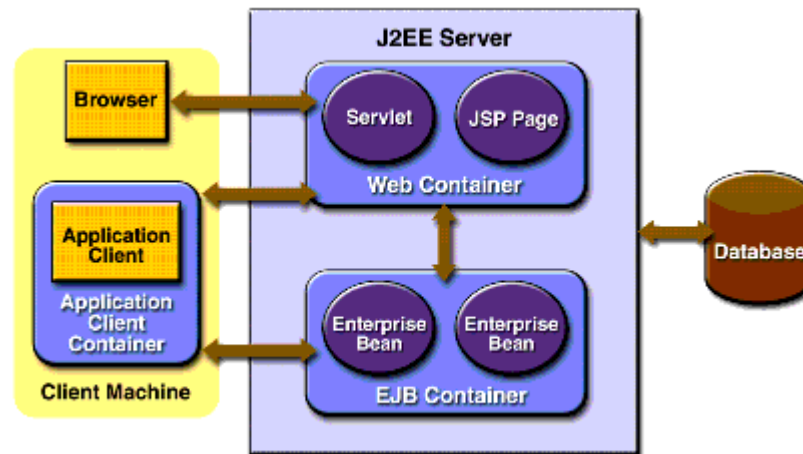 J2EE Server
Browser
Servlet
JSP Page
Web Container
Application
Client
Application
Client
Container
Client Machine
Enterprise
Bean
Enterprise
Bean
EJB Container
Database